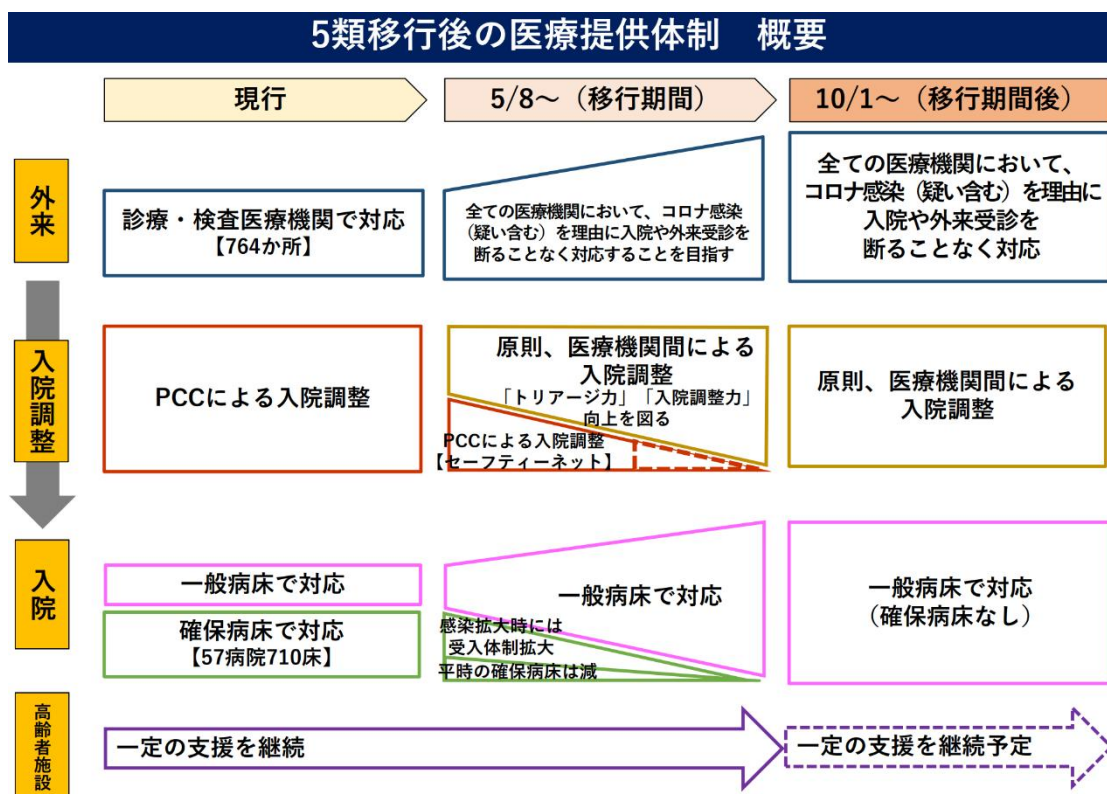 5類移行後の医療提供体制　概要
現行
5/8～（移行期間）
10/1～（移行期間後）
外来
診療・検査医療機関で対応
【764か所】
全ての医療機関において、コロナ感染
（疑い含む）を理由に入院や外来受診を
断ることなく対応することを目指す
全ての医療機関において、
コロナ感染（疑い含む）を理由に
入院や外来受診を
断ることなく対応
入院調整
PCCによる入院調整
原則、医療機関間による
入院調整
「トリアージ力」「入院調整力」
向上を図る
PCCによる入院調整
【セーフティーネット】
原則、医療機関間による
入院調整
入院
一般病床で対応
確保病床で対応
【57病院710床】
一般病床で対応
感染拡大時には
受入体制拡大
平時の確保病床は減
一般病床で対応
（確保病床なし）
高齢者施設
一定の支援を継続
一定の支援を継続予定